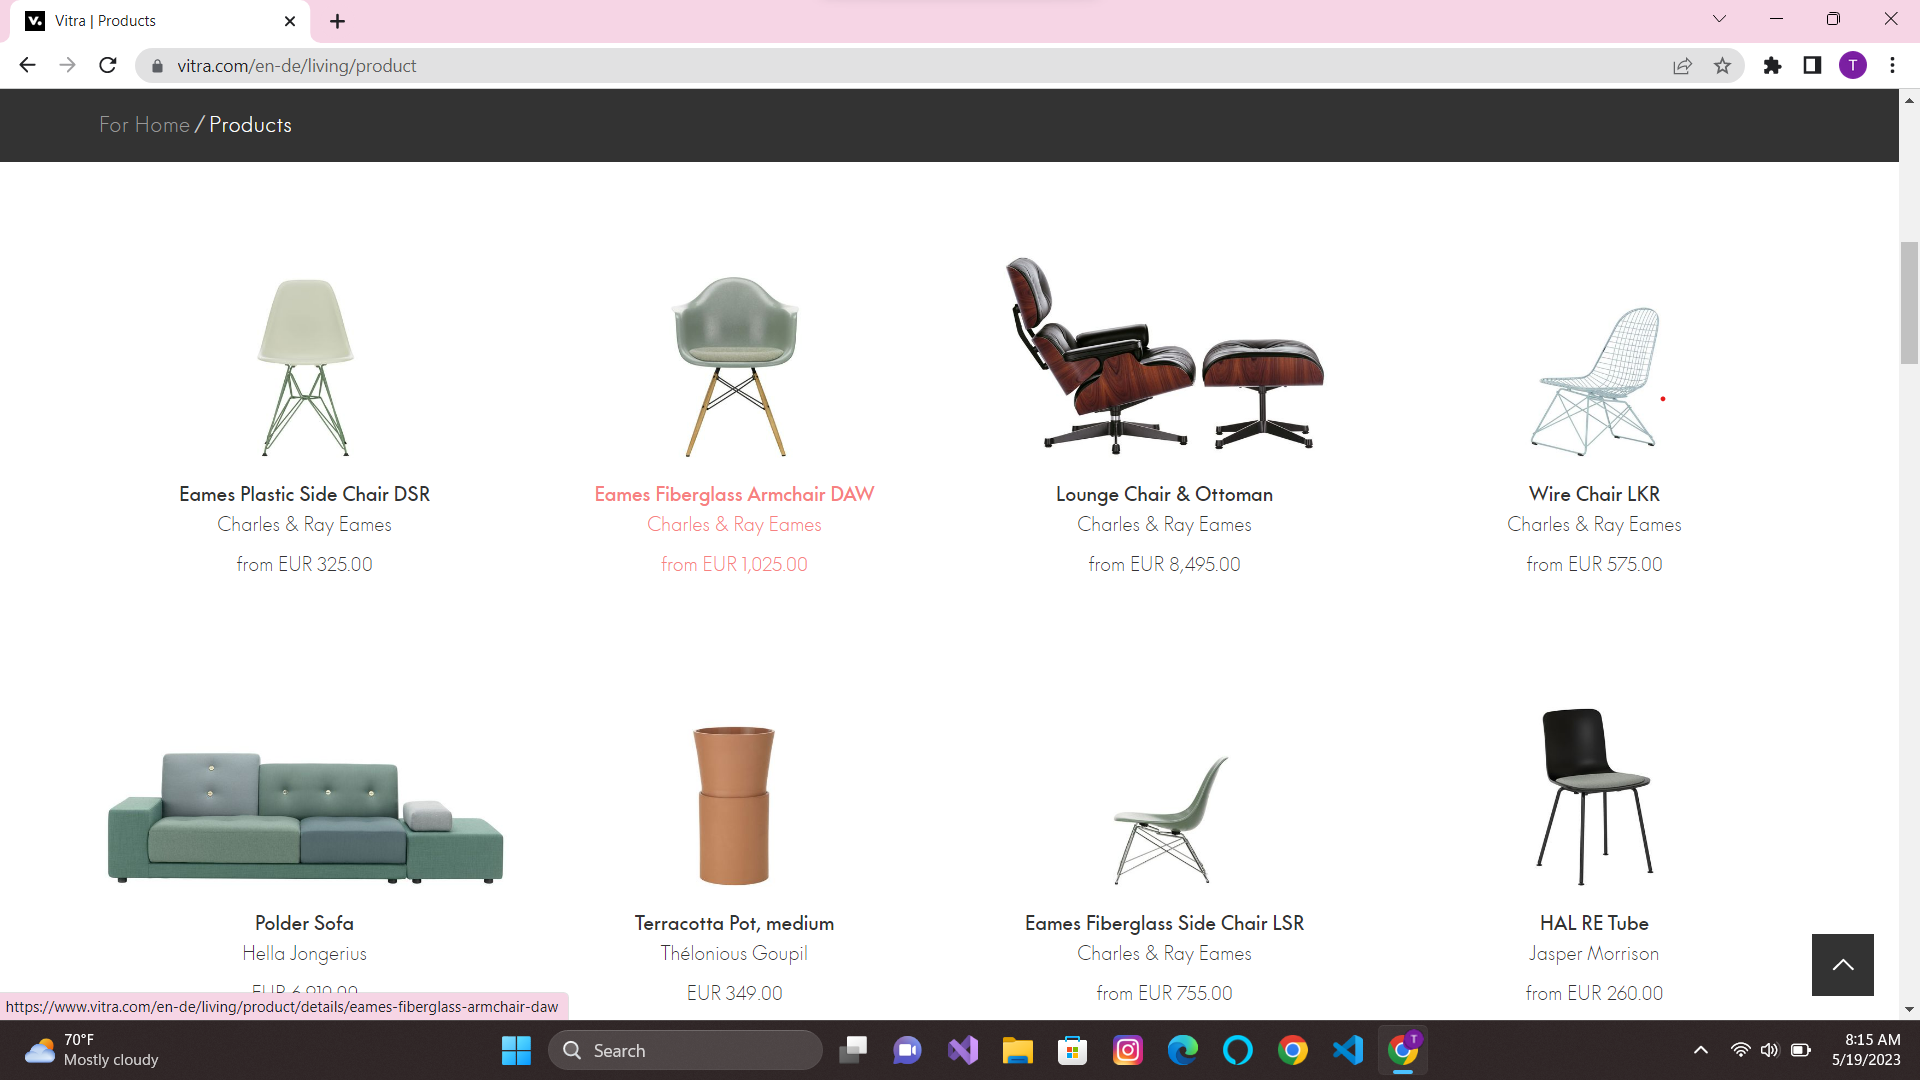 Vitra | Products
vitra.com/en-de/living/product
T
For Home / Products
Eames Plastic Side Chair DSR
Charles & Ray Eames
from EUR 325.00
Eames Fiberglass Armchair DAW
Charles & Ray Eames
from EUR 1,025.00
Lounge Chair & Ottoman
Charles & Ray Eames
from EUR 8,495.00
Wire Chair LKR
Charles & Ray Eames
from EUR 575.00
Polder Sofa
Hella Jongerius
Terracotta Pot, medium
Thélonious Goupil
EUR 349.00
Eames Fiberglass Side Chair LSR
Charles & Ray Eames
from EUR 755.00
HAL RE Tube
Jasper Morrison
from EUR 260.00
https://www.vitra.com/en-de/living/product/details/eames-fiberglass-armchair-daw
70°F
Mostly cloudy
Search
T
8:15 AM
5/19/2023